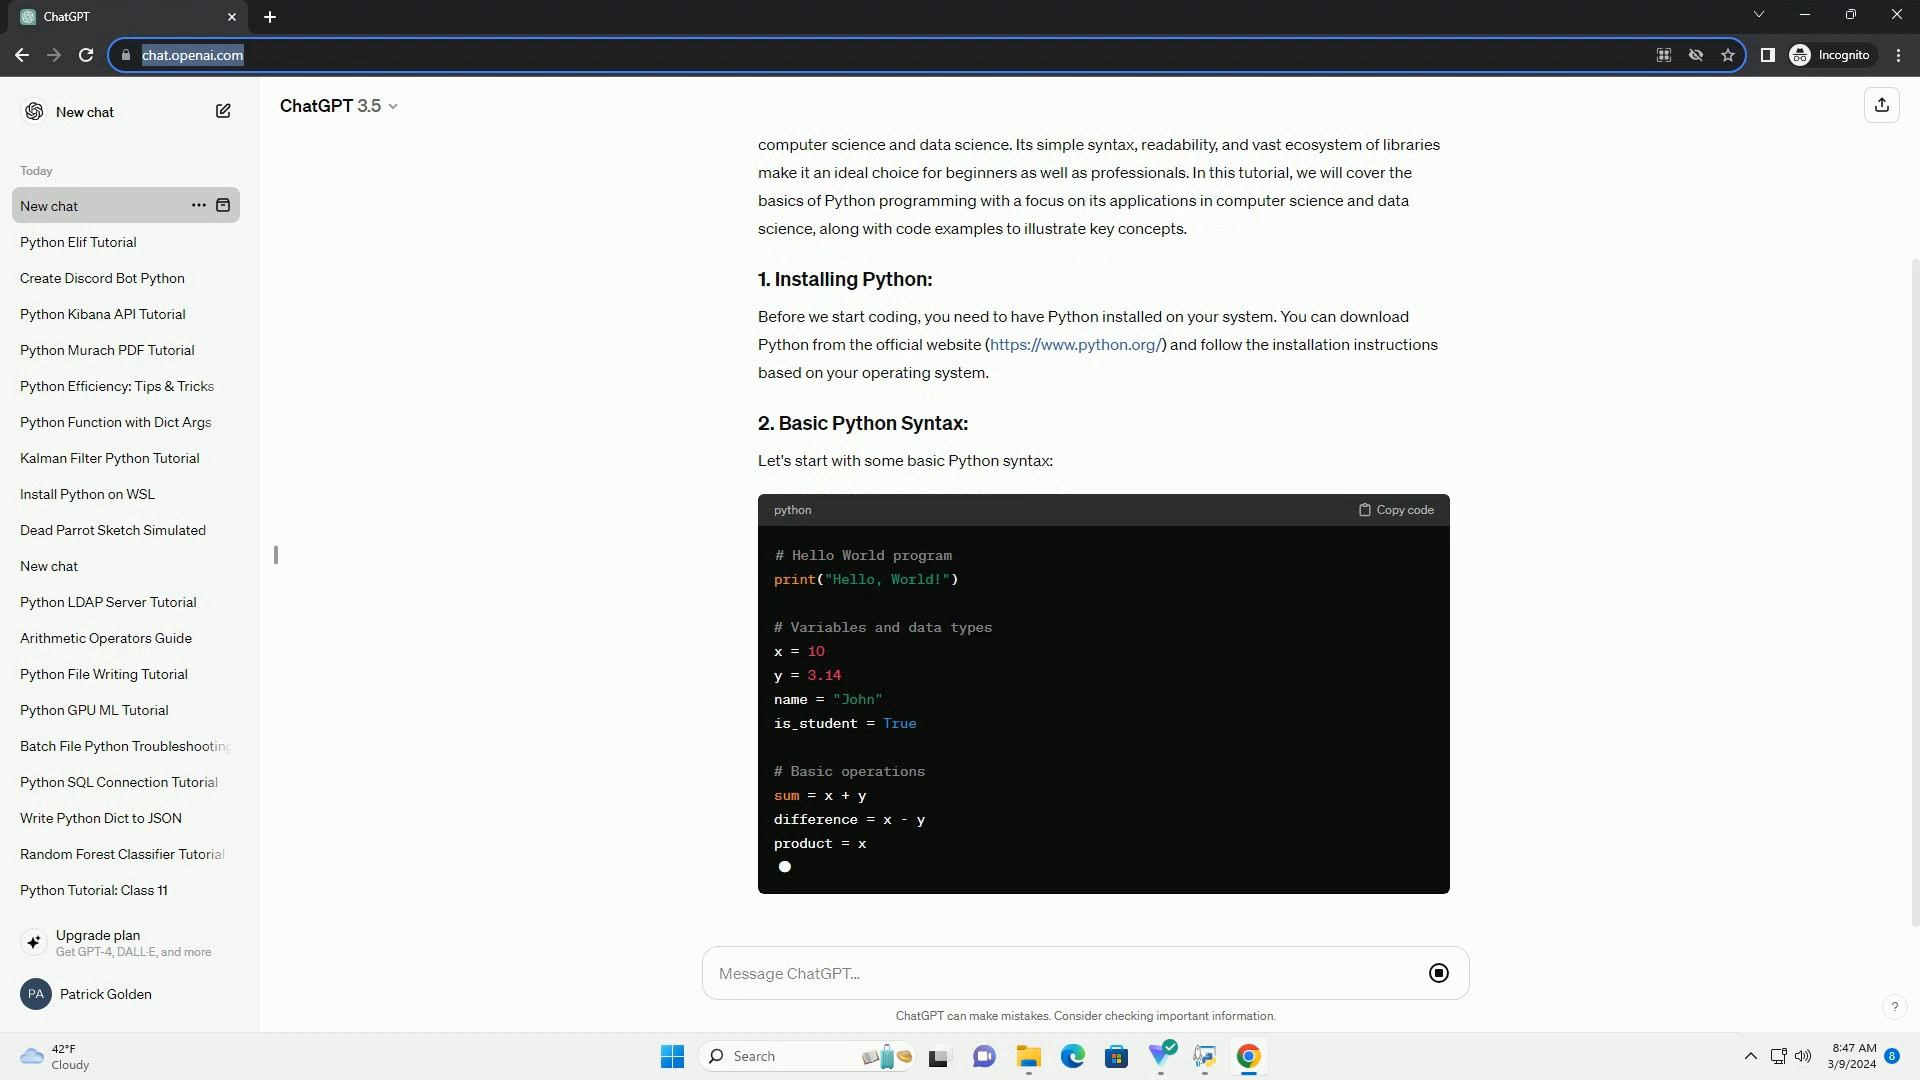 ChatGPT
chat.openai.com
Incognito
New chat
Today
New chat
Python Elif Tutorial
Create Discord Bot Python
Python Kibana API Tutorial
Python Murach PDF Tutorial
Python Efficiency: Tips & Tricks
Python Function with Dict Args
Kalman Filter Python Tutorial
Install Python on WSL
Dead Parrot Sketch Simulated
New chat
Python LDAP Server Tutorial
Arithmetic Operators Guide
Python File Writing Tutorial
Python GPU ML Tutorial
Batch File Python Troubleshooting
Python SQL Connection Tutorial
Write Python Dict to JSON
Random Forest Classifier Tutorial
Python Tutorial: Class 11
Upgrade plan
Get GPT-4, DALL·E, and more
PA
Patrick Golden
ChatGPT 3.5
computer science and data science. Its simple syntax, readability, and vast ecosystem of libraries
make it an ideal choice for beginners as well as professionals. In this tutorial, we will cover the
basics of Python programming with a focus on its applications in computer science and data
science, along with code examples to illustrate key concepts.
1. Installing Python:
Before we start coding, you need to have Python installed on your system. You can download
Python from the official website (https://www.python.org/) and follow the installation instructions
based on your operating system.
2. Basic Python Syntax:
Let's start with some basic Python syntax:
python
Copy code
# Hello World program
print("Hello, World!")
# Variables and data types
x = 10
y = 3.14
name = "John"
is_student = True
# Basic operations
sum = x + y
difference = x - y
product = x
Message ChatGPT...
ChatGPT can make mistakes. Consider checking important information.
?
42°F
Cloudy
Search
8:47 AM
3/9/2024
8